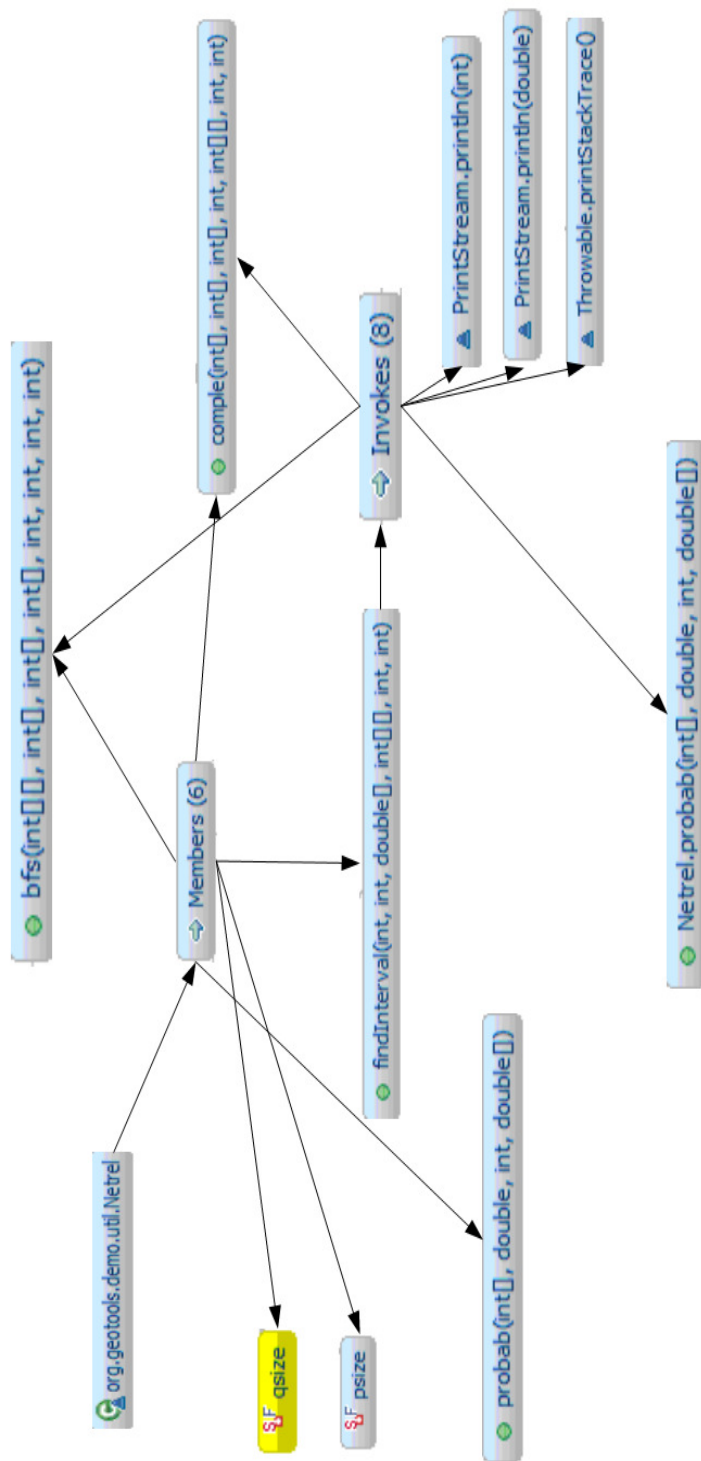 org.geotools.demo.util.Netrel
S,F qsize
S,F psize
probab(int[], double, int, double[])
Members (6)
bfs(int[][], int[], int[], int, int, int, int)
findInterval(int, int, double[], int[][], int, int)
comple(int[], int[], int[], int, int[][], int, int)
Invokes (8)
Netrel.probab(int[], double, int, double[])
PrintStream.println(int)
PrintStream.println(double)
Throwable.printStackTrace()